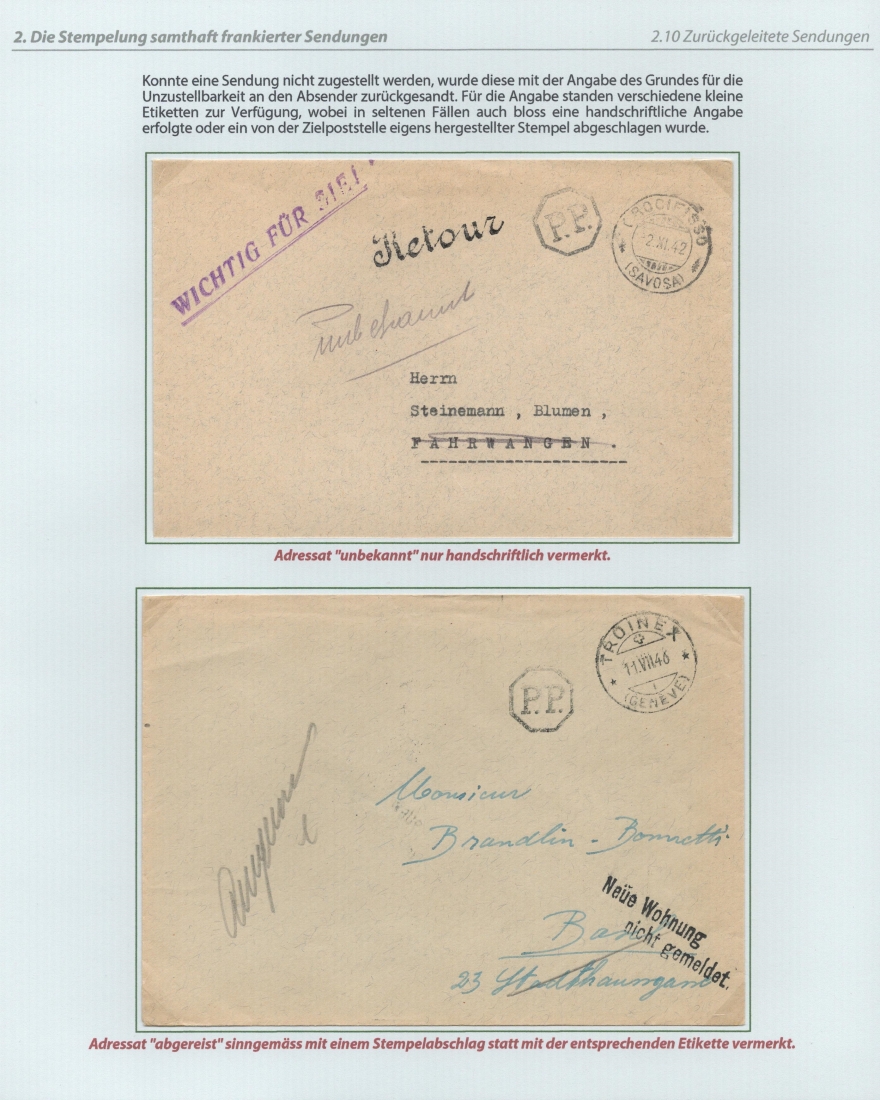 2. Die Stempelung samthaft frankierter Sendungen
2.10 Zurückgeleitete Sendungen
Konnte eine Sendung nicht zugestellt werden, wurde diese mit der Angabe des Grundes für die
Unzustellbarkeit an den Absender zurückgesandt. Für die Angabe standen verschiedene kleine
Etiketten zur Verfügung, wobei in seltenen Fällen auch bloss eine handschriftliche Angabe
erfolgte oder ein von der Zielpoststelle eigens hergestellter Stempel abgeschlagen wurde.
WICHTIG FÜR SIE!
Retour
P.P.
CROCIFISSO
-2.XI.42
(SAVOSA)
unbekannt
Herrn
Steinemann , Blumen ,
FAHRWANGEN .
Adressat "unbekannt" nur handschriftlich vermerkt.
TROINEX
11.VII.46
(GENÈVE)
P.P.
Monsieur
Brandlin - Bometti
Neue Wohnung
nicht gemeldet.
Basel
23
Adressat "abgereist" sinngemäss mit einem Stempelabschlag statt mit der entsprechenden Etikette vermerkt.